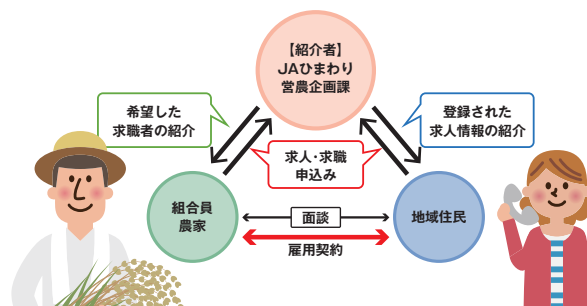 【紹介者】
JAひまわり
営農企画課
希望した
求職者の紹介
登録された
求人情報の紹介
求人・求職
申込み
組合員
農家
面談
地域住民
雇用契約